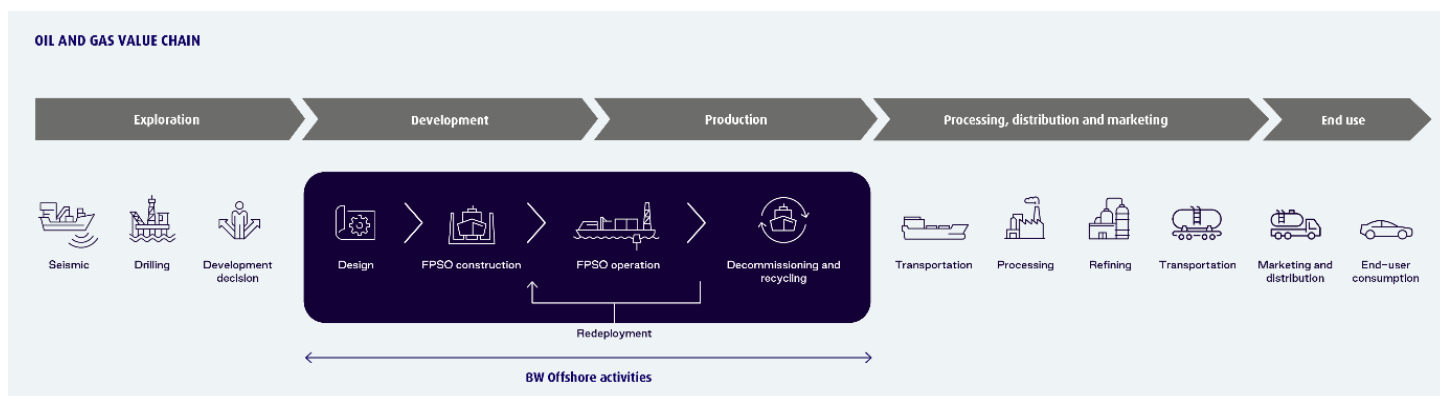 OIL AND GAS VALUE CHAIN
Exploration
Development
Production
Processing, distribution and marketing
End use
Seismic
Drilling
Development
decision
Design
FPSO construction
FPSO operation
Decommissioning and
recycling
Transportation
Processing
Refining
Transportation
Marketing and
distribution
End-user
consumption
Redeployment
BW Offshore activities